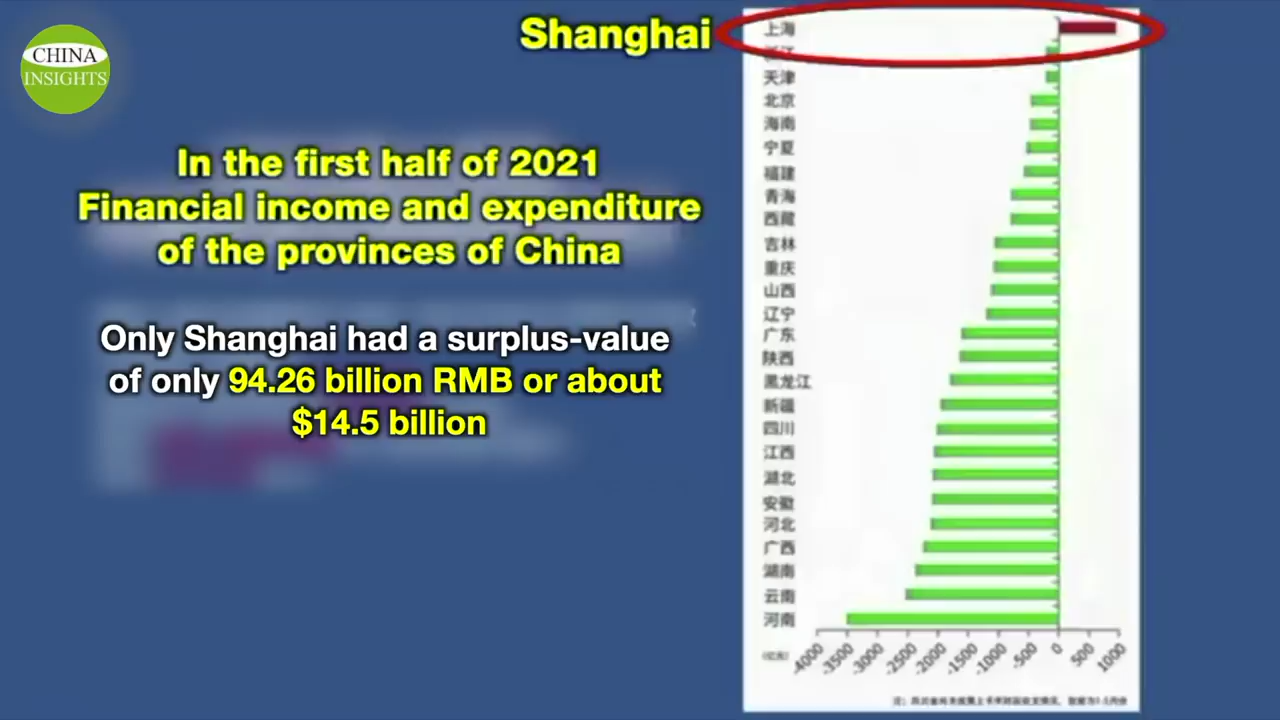 CHINA
INSIGHTS
Shanghai
In the first half of 2021
Financial income and expenditure
of the provinces of China
Only Shanghai had a surplus-value
of only 94.26 billion RMB or about
$14.5 billion
上海
浙江
天津
北京
海南
宁夏
福建
青海
西藏
吉林
重庆
山西
辽宁
广东
陕西
黑龙江
新疆
四川
江西
湖北
安徽
河北
广西
湖南
云南
河南
-4000 -3500 -3000 -2500 -2000 -1500 -1000 -500 0 500 1000
(亿元)